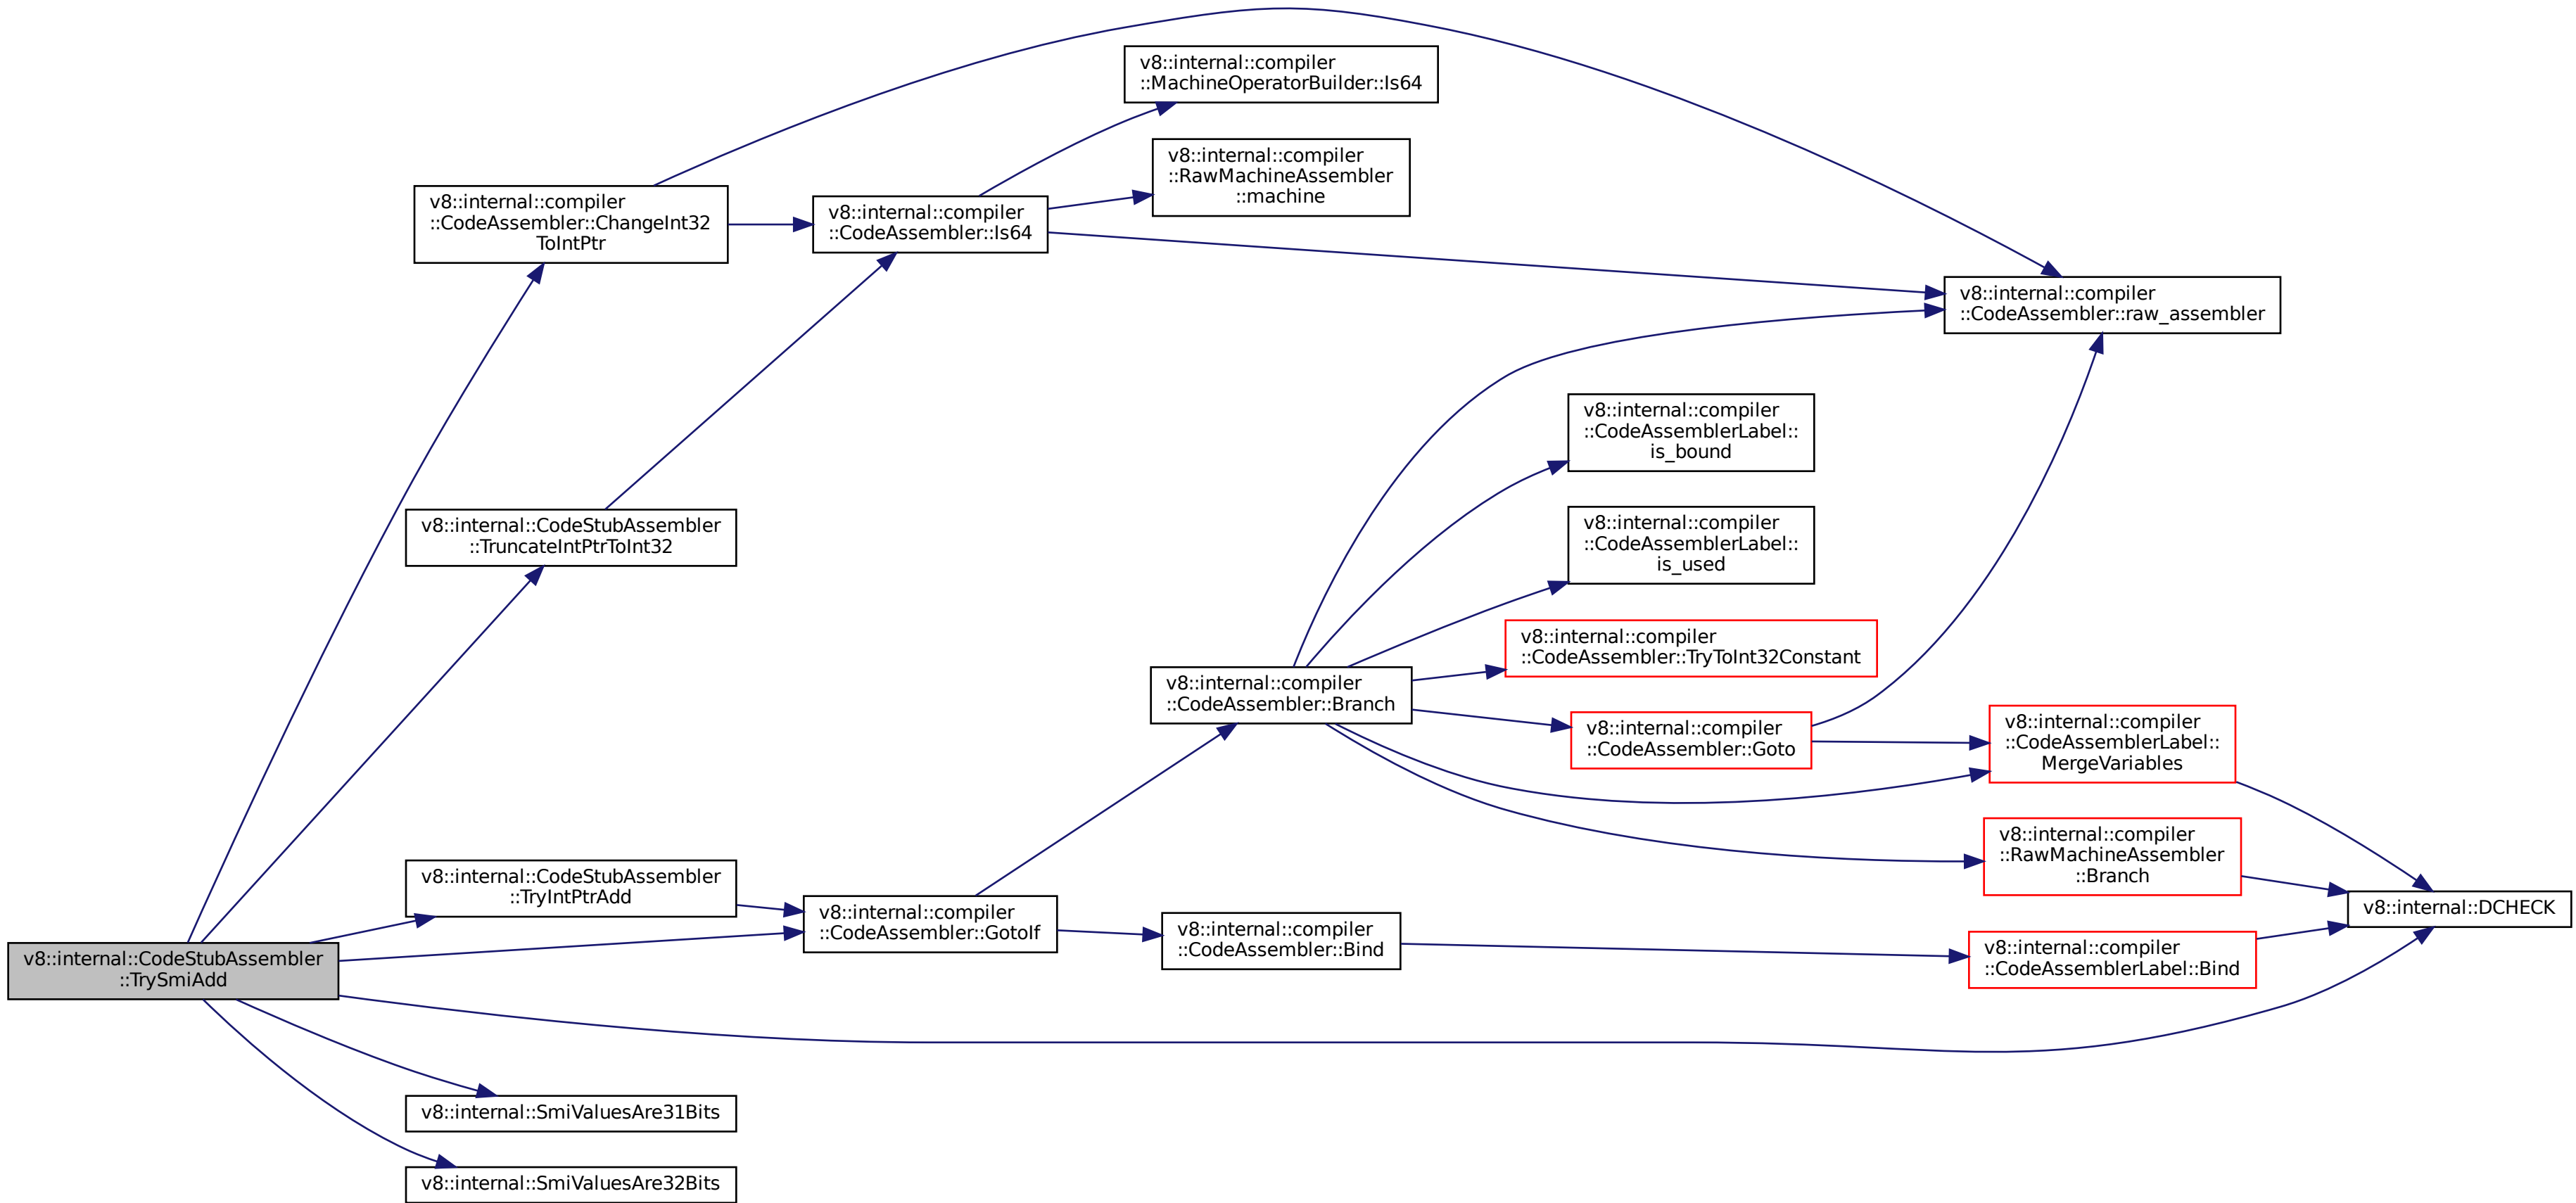 v8::internal::compiler
::MachineOperatorBuilder::Is64
v8::internal::compiler
::RawMachineAssembler
::machine
v8::internal::compiler
::CodeAssembler::ChangeInt32
ToIntPtr
v8::internal::compiler
::CodeAssembler::Is64
v8::internal::compiler
::CodeAssembler::raw_assembler
v8::internal::compiler
::CodeAssemblerLabel::
is_bound
v8::internal::CodeStubAssembler
::TruncateIntPtrToInt32
v8::internal::compiler
::CodeAssemblerLabel::
is_used
v8::internal::compiler
::CodeAssembler::TryToInt32Constant
v8::internal::compiler
::CodeAssembler::Branch
v8::internal::compiler
::CodeAssembler::Goto
v8::internal::compiler
::CodeAssemblerLabel::
MergeVariables
v8::internal::compiler
::RawMachineAssembler
::Branch
v8::internal::CodeStubAssembler
::TryIntPtrAdd
v8::internal::compiler
::CodeAssembler::GotoIf
v8::internal::DCHECK
v8::internal::compiler
::CodeAssembler::Bind
v8::internal::compiler
::CodeAssemblerLabel::Bind
v8::internal::CodeStubAssembler
::TrySmiAdd
v8::internal::SmiValuesAre31Bits
v8::internal::SmiValuesAre32Bits